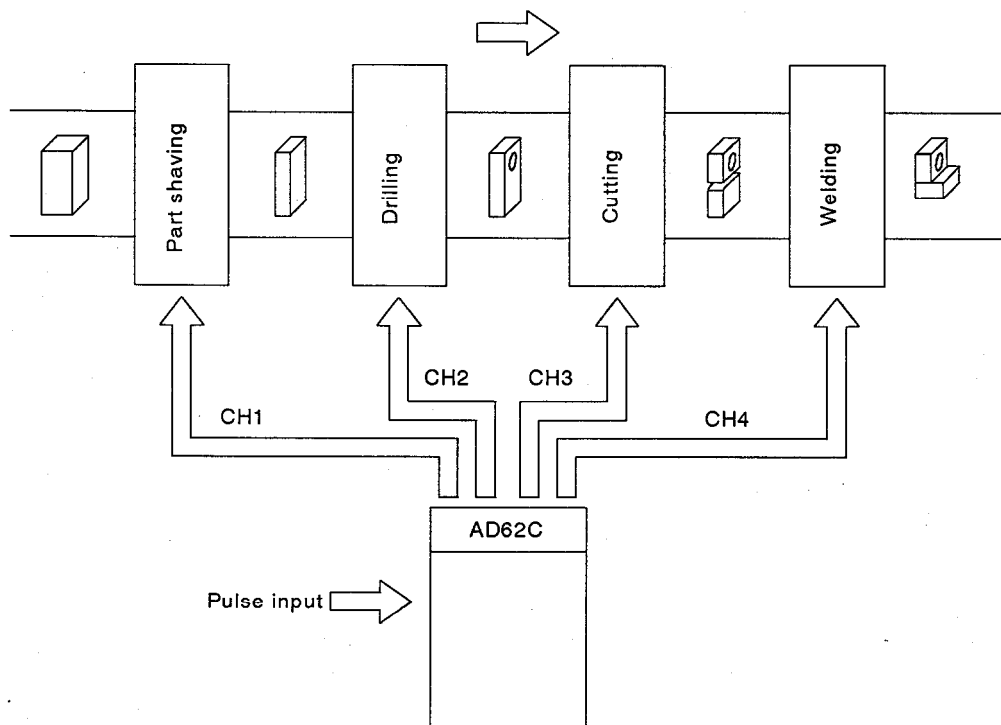 Part shaving
Drilling
Cutting
Welding
CH1
CH2
CH3
CH4
AD62C
Pulse input